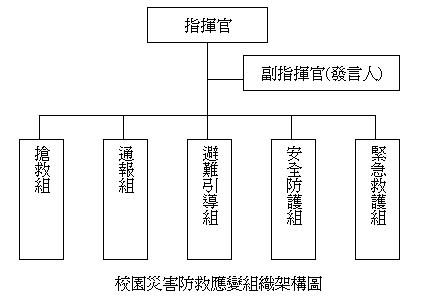 指揮官
副指揮官(發言人)
搶救組
通報組
避難引導組
安全防護組
緊急救護組
校園災害防救應變組織架構圖